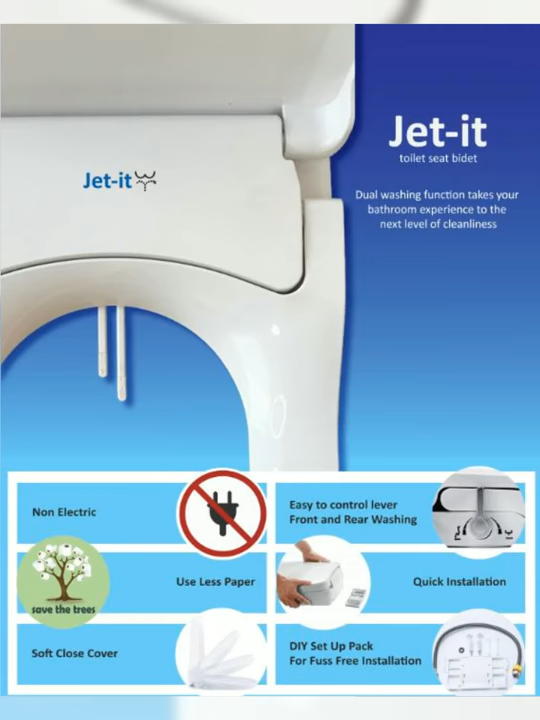 Jet-it
toilet seat bidet
Dual washing function takes your
bathroom experience to the
next level of cleanliness
Jet-it
Non Electric
Easy to control lever
Front and Rear Washing
save the trees
Use Less Paper
Quick Installation
Soft Close Cover
DIY Set Up Pack
For Fuss Free Installation